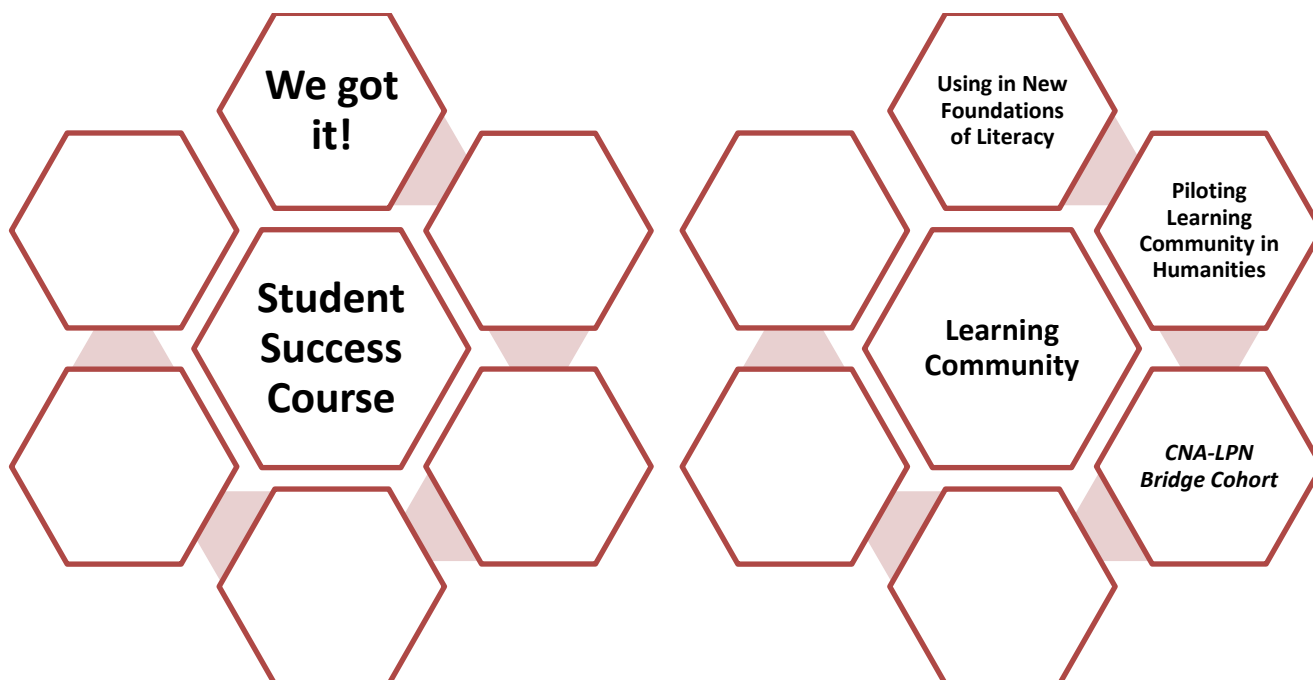 We got
it!
Student
Success
Course
Using in New
Foundations
of Literacy
Piloting
Learning
Community in
Humanities
Learning
Community
CNA-LPN
Bridge Cohort